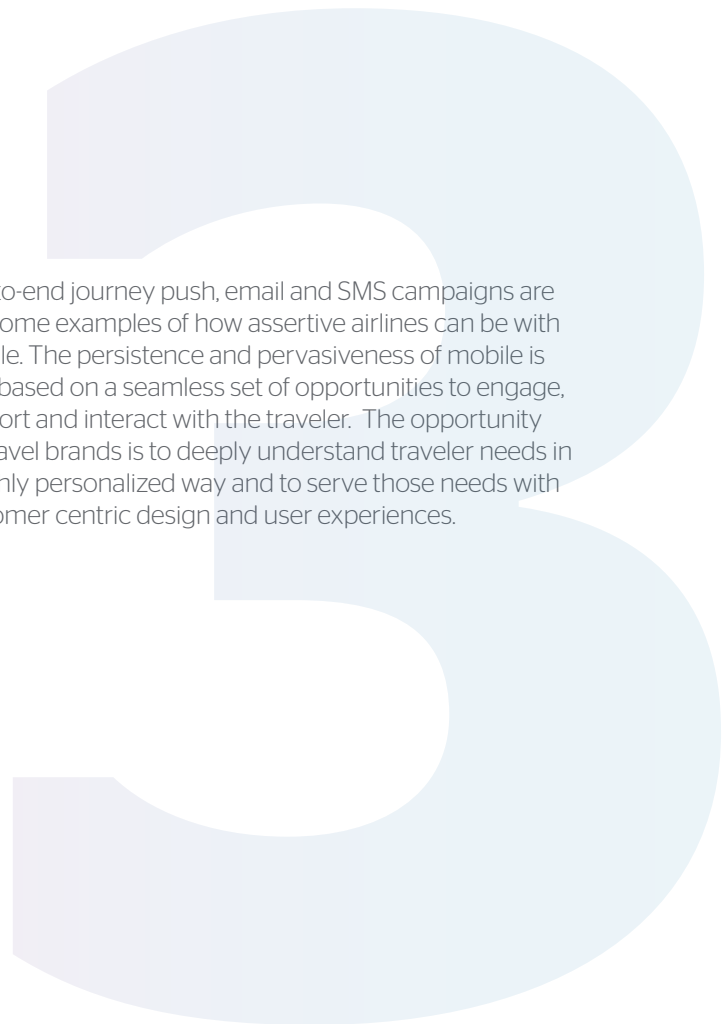 to-end journey push, email and SMS campaigns are
ome examples of how assertive airlines can be with
le. The persistence and pervasiveness of mobile is
based on a seamless set of opportunities to engage,
ort and interact with the traveler.  The opportunity
avel brands is to deeply understand traveler needs in
hly personalized way and to serve those needs with
omer centric design and user experiences.
3